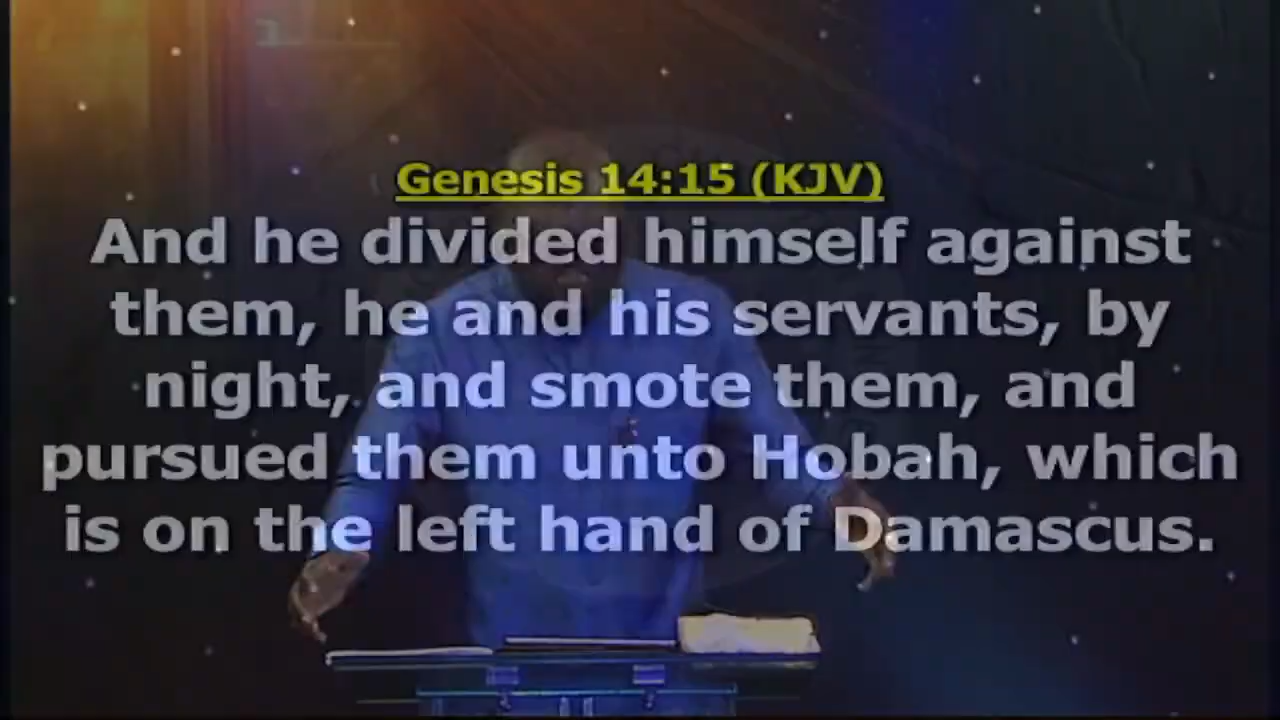 Genesis 14:15 (KJV)
And he divided himself against
them, he and his servants, by
night, and smote them, and
pursued them unto Hobah, which
is on the left hand of Damascus.